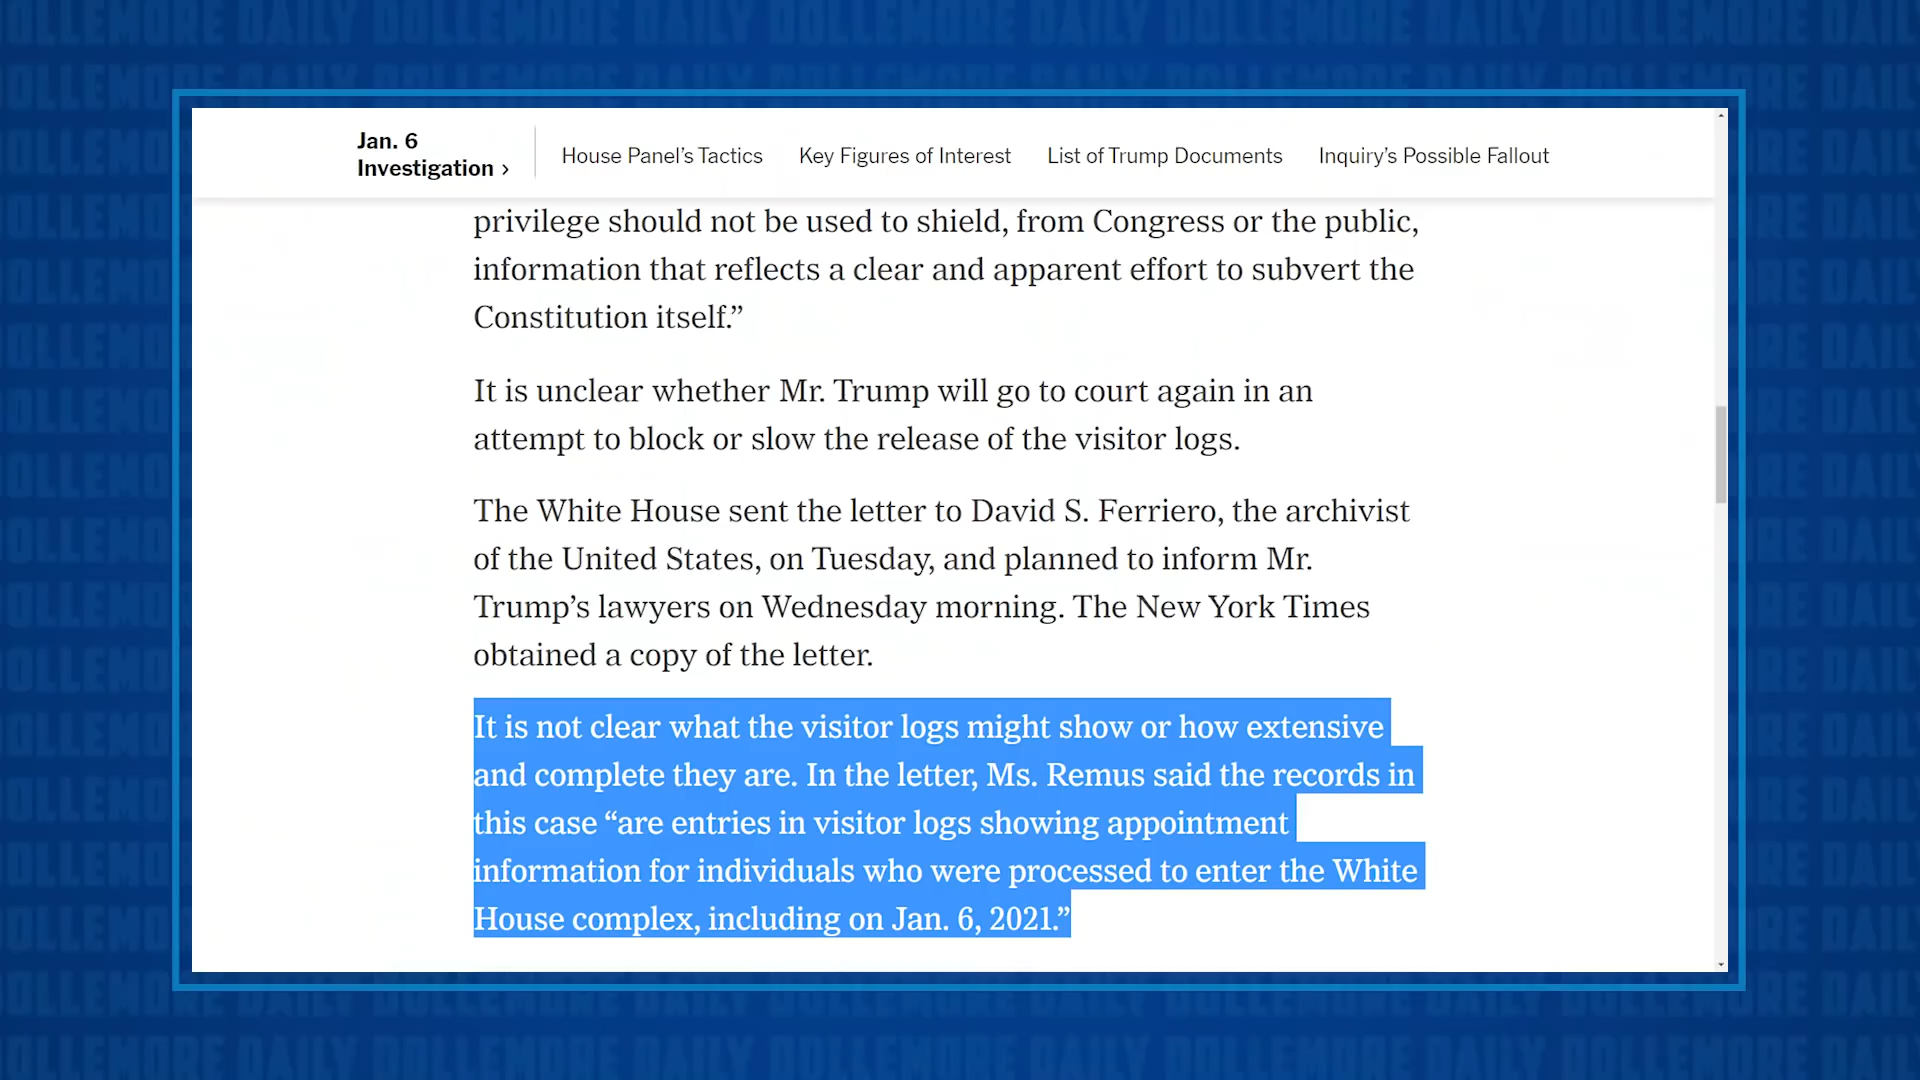 Jan. 6
Investigation ›
House Panel’s Tactics
Key Figures of Interest
List of Trump Documents
Inquiry’s Possible Fallout
privilege should not be used to shield, from Congress or the public,
information that reflects a clear and apparent effort to subvert the
Constitution itself.”
It is unclear whether Mr. Trump will go to court again in an
attempt to block or slow the release of the visitor logs.
The White House sent the letter to David S. Ferriero, the archivist
of the United States, on Tuesday, and planned to inform Mr.
Trump’s lawyers on Wednesday morning. The New York Times
obtained a copy of the letter.
It is not clear what the visitor logs might show or how extensive
and complete they are. In the letter, Ms. Remus said the records in
this case “are entries in visitor logs showing appointment
information for individuals who were processed to enter the White
House complex, including on Jan. 6, 2021.”